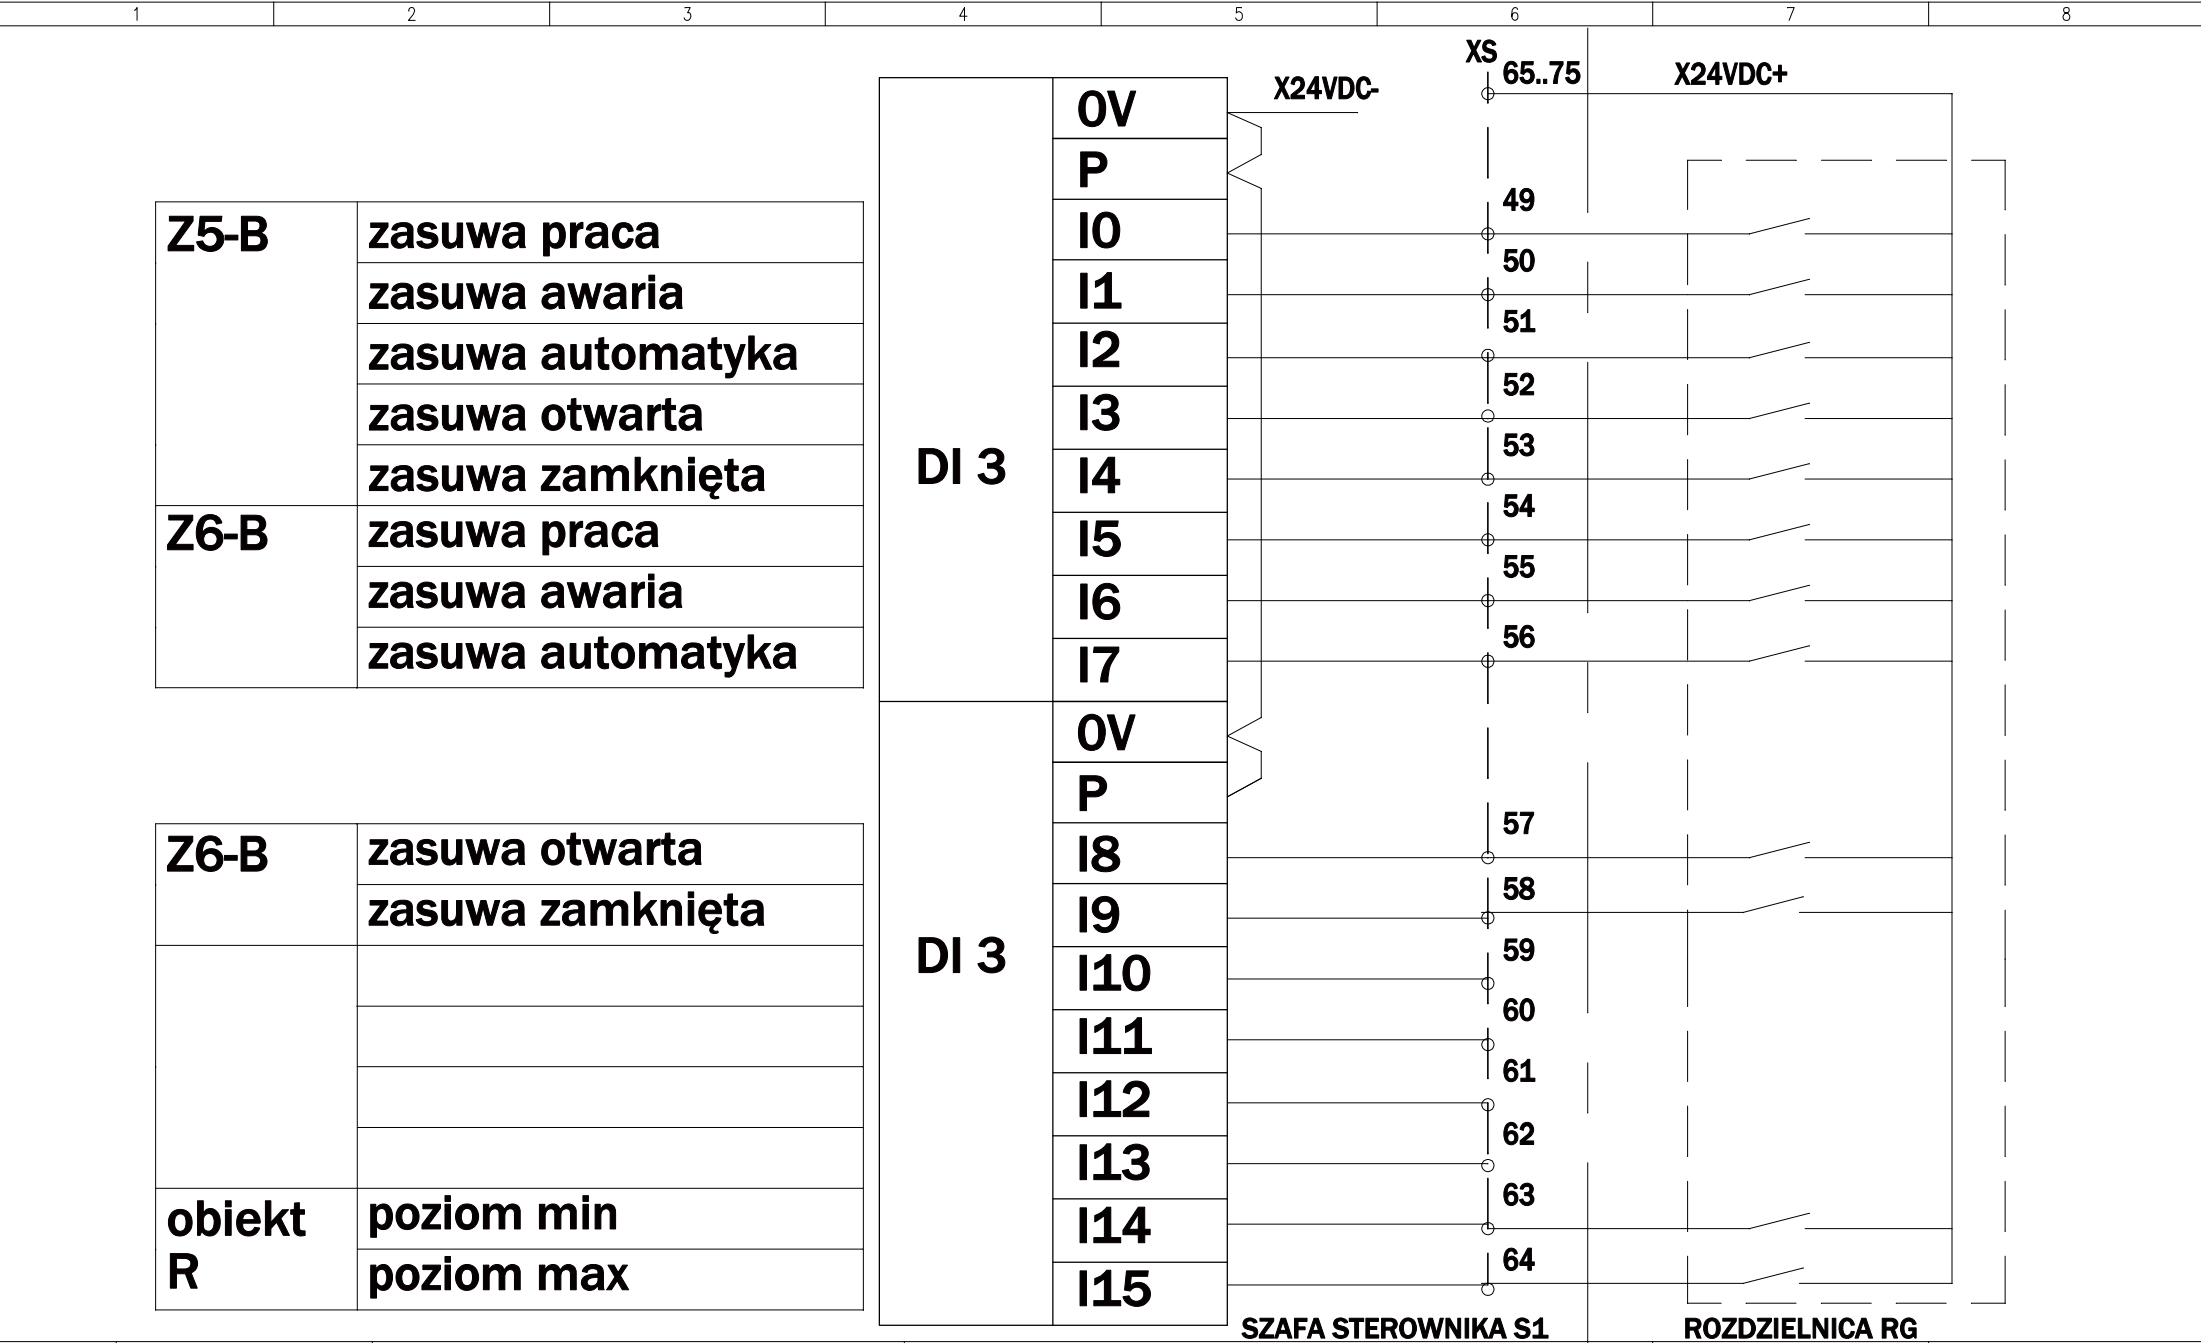 1 2 3 4 5 6 7 8
XS
65..75
X24VDC-
X24VDC+
0V
P
Z5-B zasuwa praca I0 49
zasuwa awaria I1 50
zasuwa automatyka I2 51
zasuwa otwarta I3 52
DI 3
zasuwa zamknięta I4 53
Z6-B zasuwa praca I5 54
zasuwa awaria I6 55
zasuwa automatyka I7 56
0V
P
Z6-B zasuwa otwarta I8 57
zasuwa zamknięta I9 58
DI 3
I10 59
I11 60
I12 61
I13 62
obiekt poziom min I14 63
R poziom max I15 64
SZAFA STEROWNIKA S1 ROZDZIELNICA RG